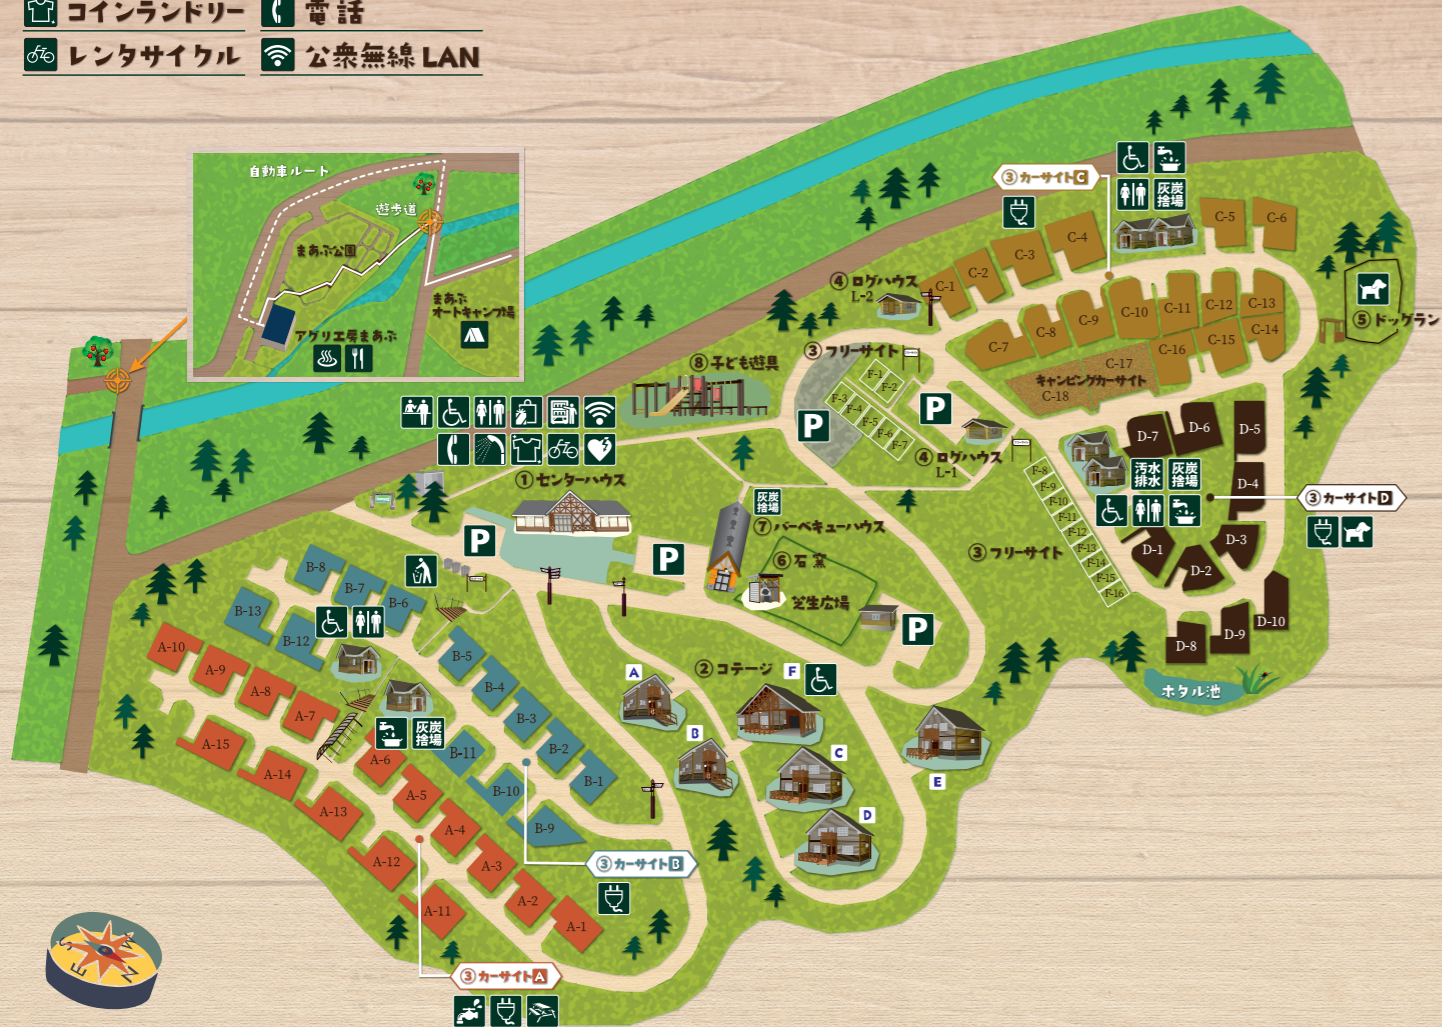 コインランドリー
電話
レンタサイクル
公衆無線LAN
自動車ルート
遊歩道
まあぶ公園
アグリ工房まあぶ
まあぶ
オートキャンプ場
③カーサイトC
灰炭
捨場
C-1
C-2
C-3
C-4
C-5
C-6
C-7
C-8
C-9
C-10
C-11
C-12
C-13
C-14
C-15
C-16
C-17
キャンピングカーサイト
C-18
⑤ドッグラン
④ログハウス
L-2
③フリーサイト
F-1
F-2
F-3
F-4
F-5
F-6
F-7
P
P
④ログハウス
L-1
⑧子ども遊具
①センターハウス
P
P
灰炭
捨場
⑦バーベキューハウス
⑥石窯
芝生広場
P
③フリーサイト
F-8
F-9
F-10
F-11
F-12
F-13
F-14
F-15
F-16
汚水
排水
灰炭
捨場
D-7
D-6
D-5
D-4
D-3
D-1
D-2
D-10
D-9
D-8
③カーサイトD
ホタル池
②コテージ
A
B
F
C
D
E
B-8
B-7
B-6
B-13
B-12
B-5
B-4
B-3
B-2
B-1
B-11
B-10
B-9
③カーサイトB
灰炭
捨場
A-10
A-9
A-8
A-7
A-15
A-14
A-13
A-12
A-11
A-6
A-5
A-4
A-3
A-2
A-1
③カーサイトA
S
W
E
N